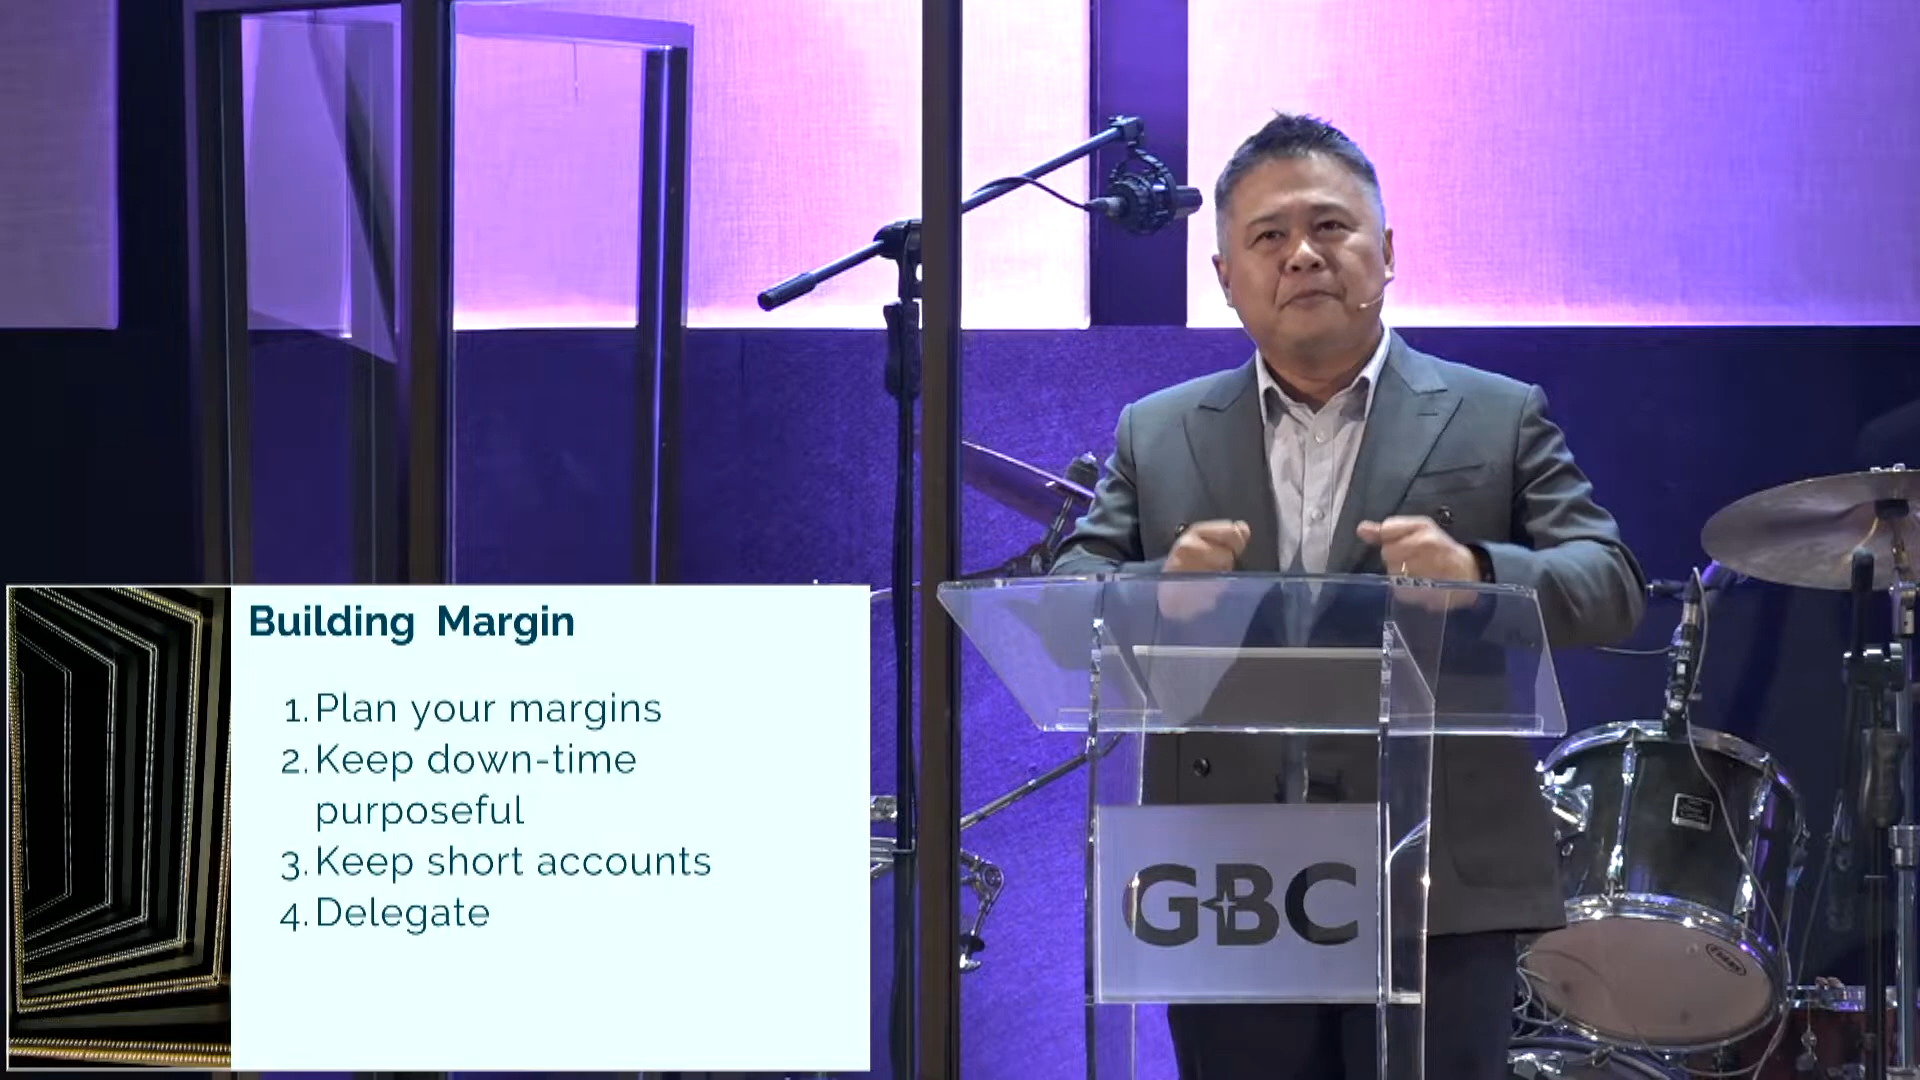 Building Margin
1. Plan your margins
2. Keep down-time
purposeful
3. Keep short accounts
4. Delegate
GBC